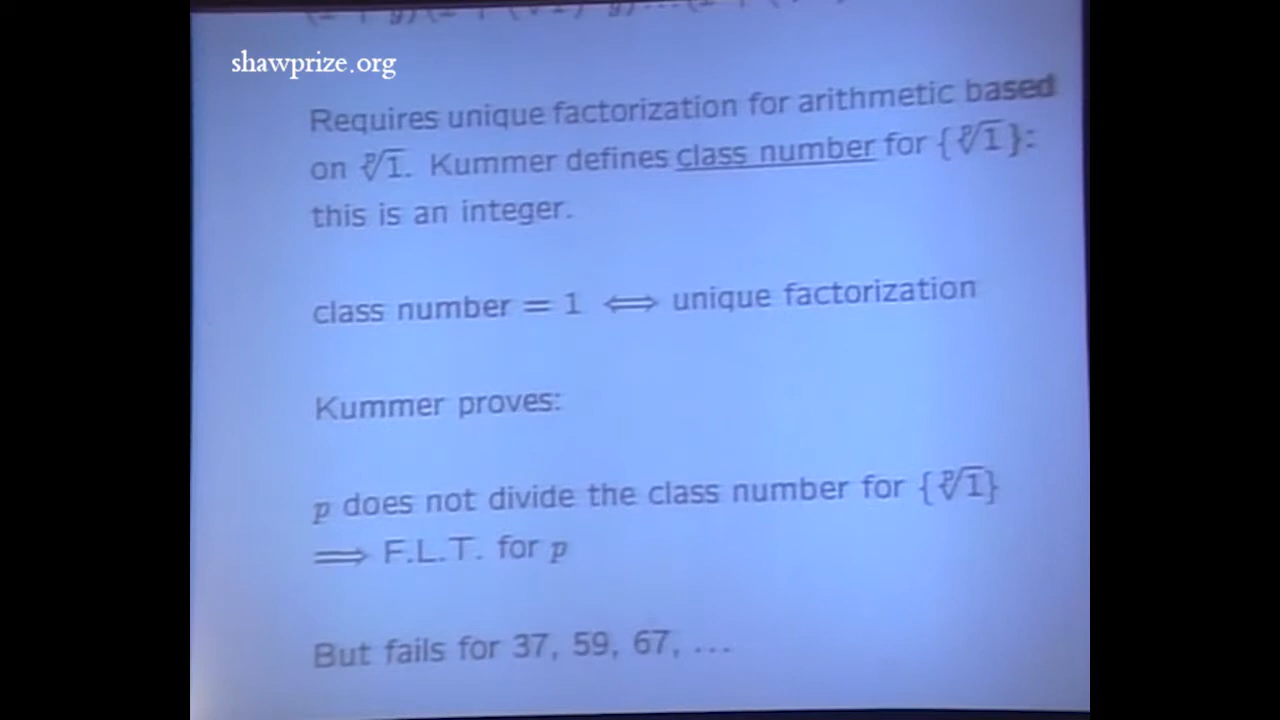 shawprize.org
Requires unique factorization for arithmetic based
on ᵖ√1. Kummer defines class number for {ᵖ√1}:
this is an integer.
class number = 1 ⟺ unique factorization
Kummer proves:
p does not divide the class number for {ᵖ√1}
⟹ F.L.T. for p
But fails for 37, 59, 67, ...